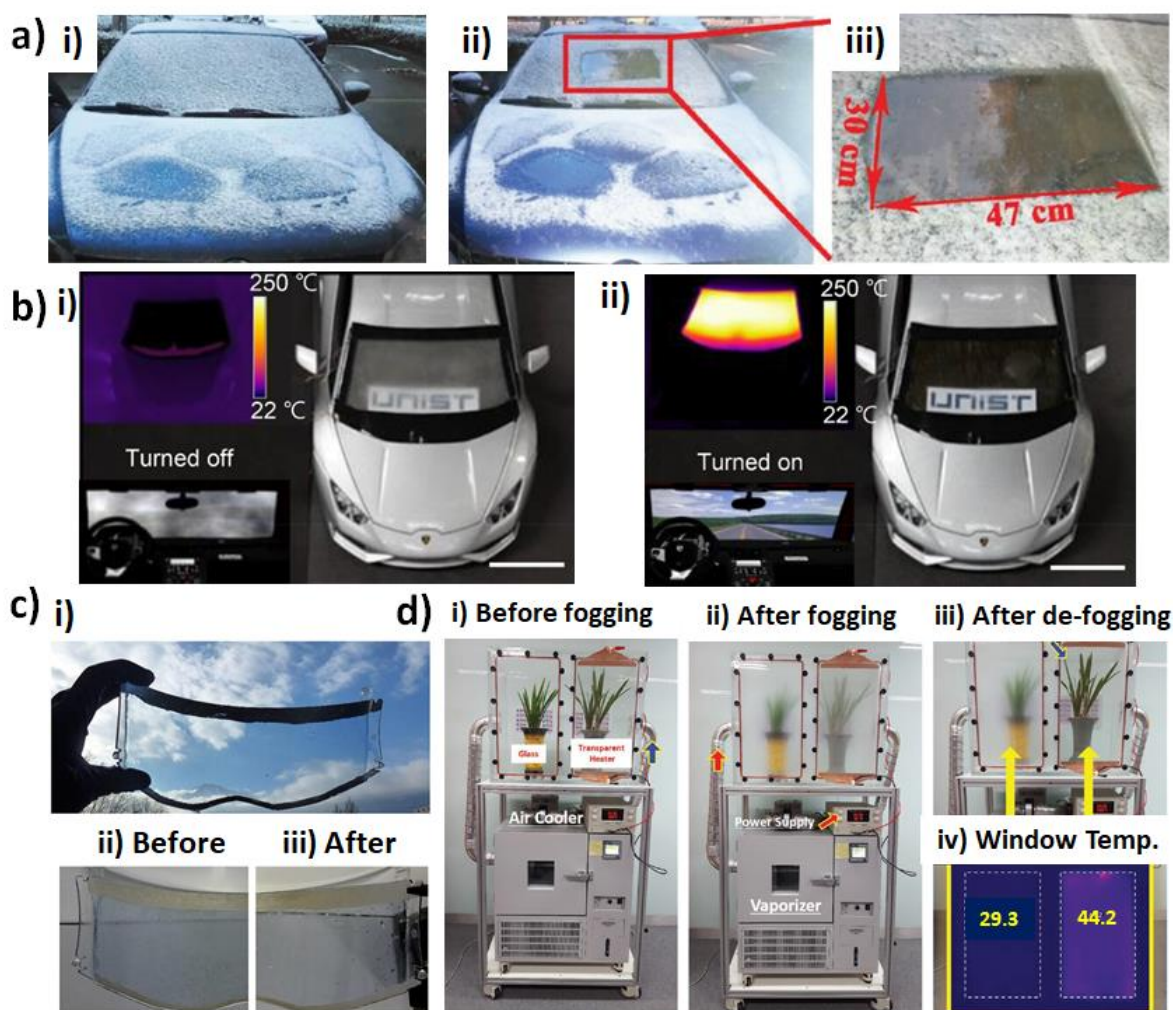 a)
i)
ii)
iii)
30 cm
47 cm
b)
i)
250 ℃
22 ℃
Turned off
UNIST
ii)
250 ℃
22 ℃
Turned on
UNIST
c)
i)
ii) Before
iii) After
d)
i) Before fogging
Glass
Transparent
Heater
Air Cooler
ii) After fogging
Power Supply
Vaporizer
iii) After de-fogging
iv) Window Temp.
29.3
44.2